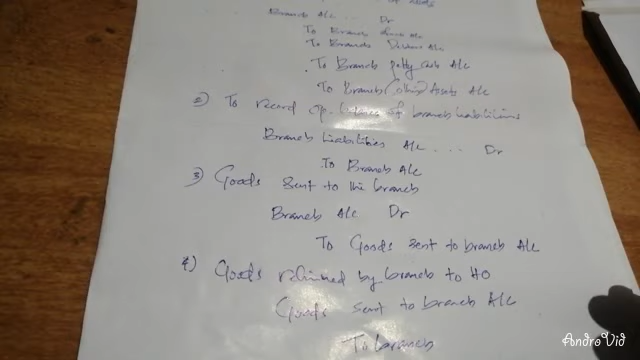 of assets
Branch A/c ... Dr
To Branch A/c
To Branch A/c
To Branch petty cash A/c
To Branch (other) Assets A/c
2) To record op. balance of branch liabilities
Branch liabilities A/c ... Dr
To Branch A/c
3) Goods sent to the branch
Branch A/c Dr
To Goods sent to branch A/c
4) Goods returned by branch to HO
Goods sent to branch A/c
To branch
AndroVid